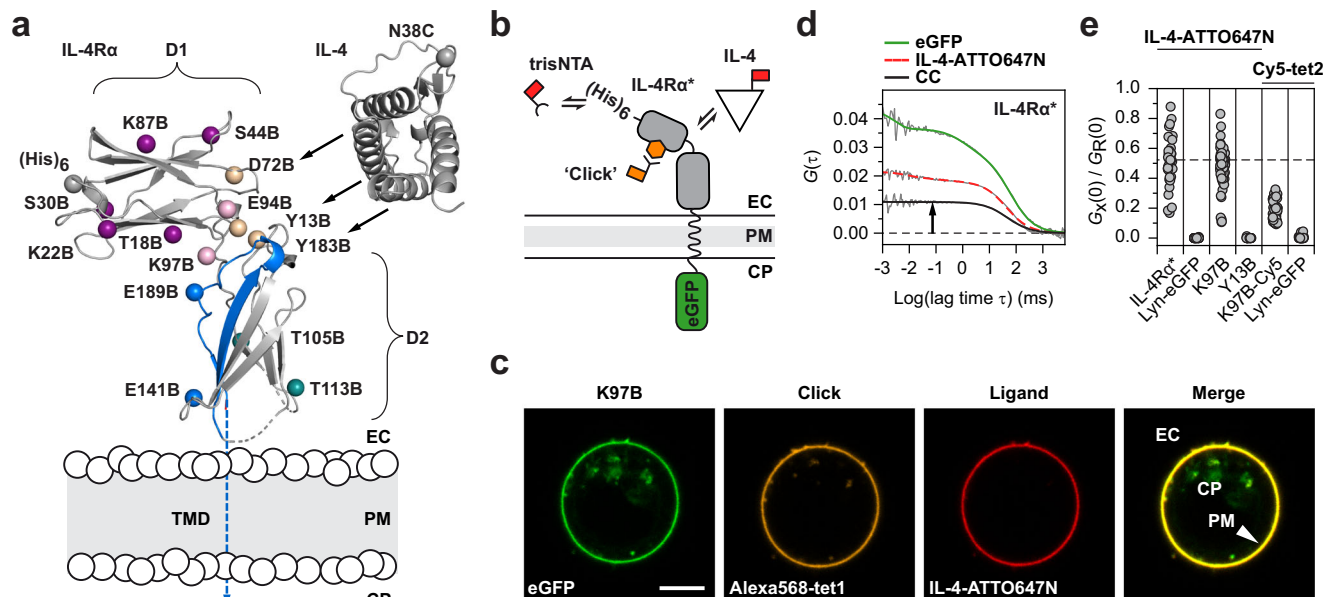 a
IL-4Rα D1 IL-4 N38C
K87B S44B
(His)6 D72B
S30B E94B
Y13B
K22B T18B Y183B
K97B
E189B
T105B D2
E141B T113B
EC
TMD PM
b
trisNTA IL-4Rα* IL-4
(His)6
'Click'
EC
PM
CP
eGFP
d
eGFP
IL-4-ATTO647N
CC
IL-4Rα*
G(τ)
0.04
0.03
0.02
0.01
0.00
-3 -2 -1 0 1 2 3
Log(lag time τ) (ms)
e
IL-4-ATTO647N
Cy5-tet2
Gx(0) / GR(0)
1.0
0.8
0.6
0.4
0.2
0.0
IL-4Rα*
Lyn-eGFP
K97B
Y13B
K97B-Cy5
Lyn-eGFP
c
K97B Click Ligand Merge
EC
CP
PM
eGFP Alexa568-tet1 IL-4-ATTO647N